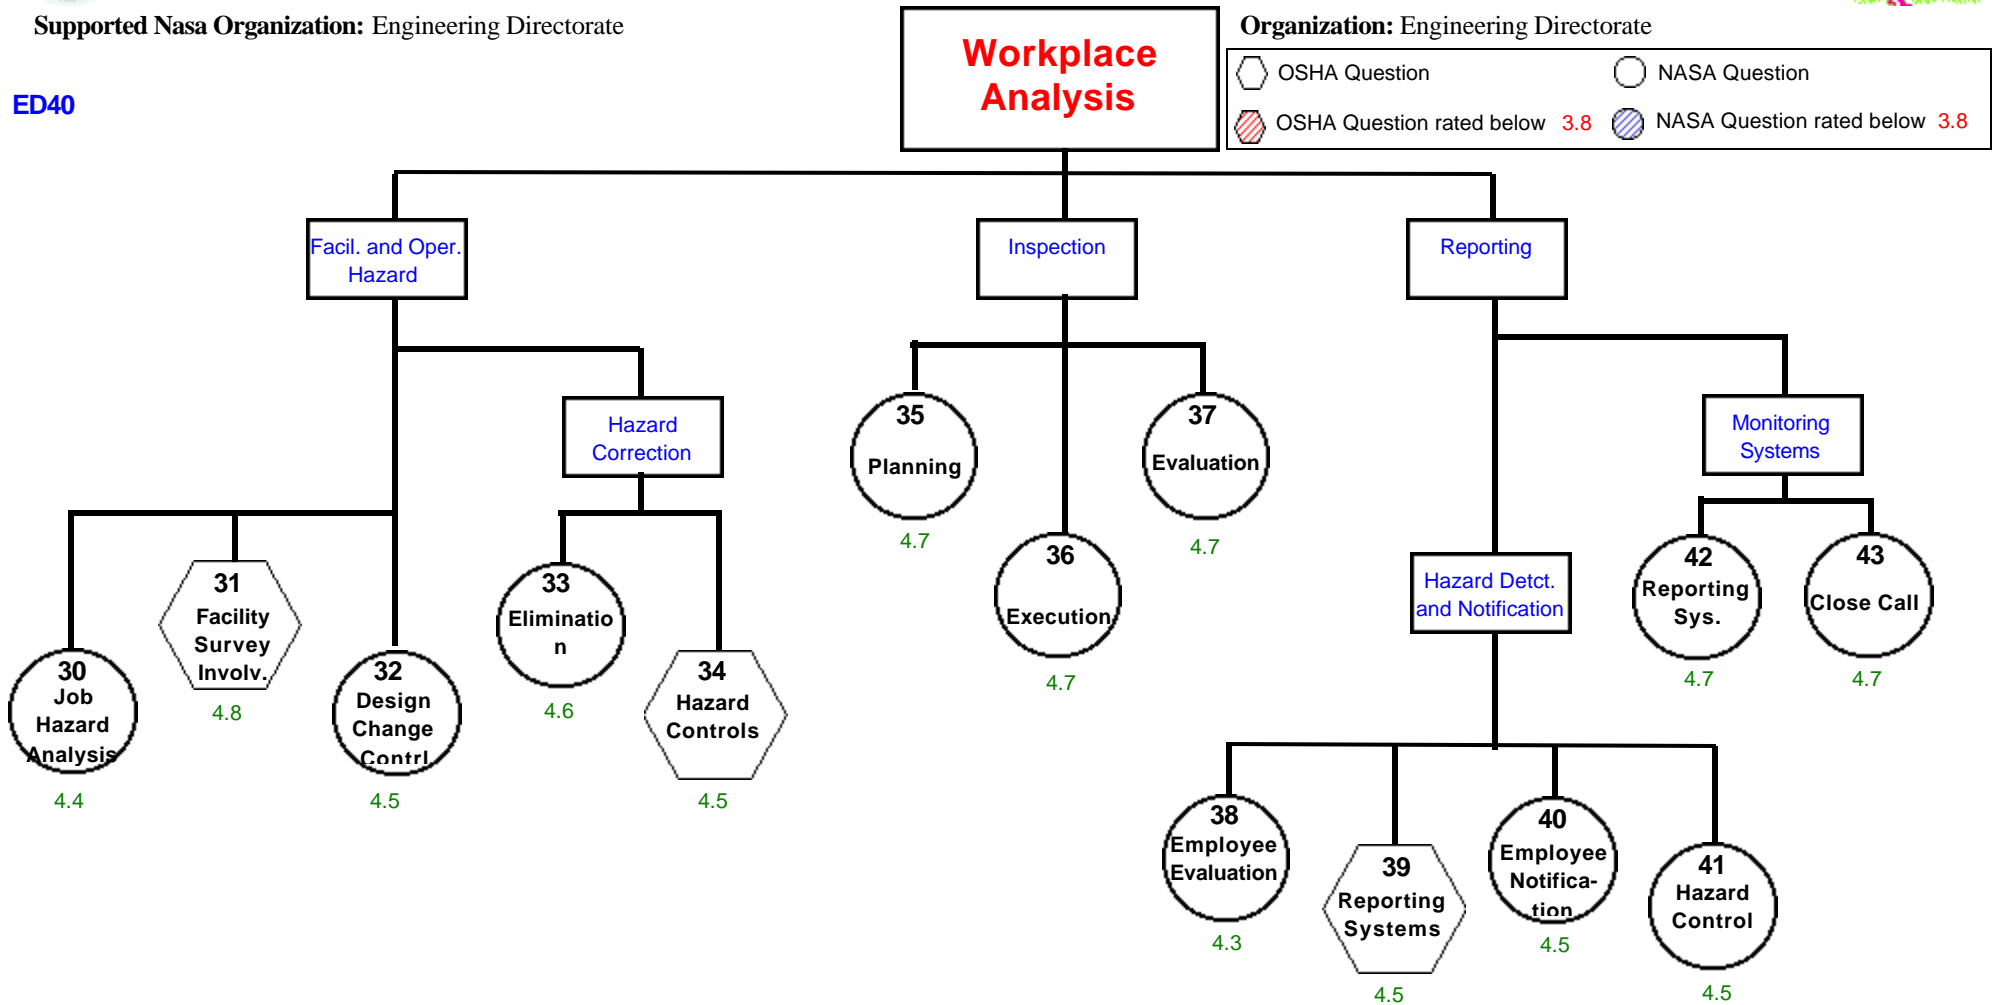 Supported Nasa Organization: Engineering Directorate
Organization: Engineering Directorate
ED40
Workplace
Analysis
OSHA Question
NASA Question
OSHA Question rated below 3.8
NASA Question rated below 3.8
Facil. and Oper.
Hazard
Inspection
Reporting
Hazard
Correction
Monitoring
Systems
Hazard Detct.
and Notification
30
Job
Hazard
Analysis
4.4
31
Facility
Survey
Involv.
4.8
32
Design
Change
Contrl
4.5
33
Eliminatio
n
4.6
34
Hazard
Controls
4.5
35
Planning
4.7
36
Execution
4.7
37
Evaluation
4.7
38
Employee
Evaluation
4.3
39
Reporting
Systems
4.5
40
Employee
Notifica-
tion
4.5
41
Hazard
Control
4.5
42
Reporting
Sys.
4.7
43
Close Call
4.7